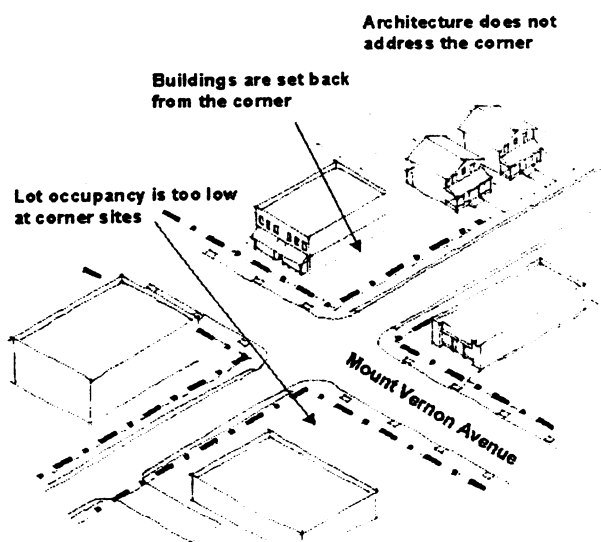 Architecture does not
address the corner
Buildings are set back
from the corner
Lot occupancy is too low
at corner sites
Mount Vernon Avenue